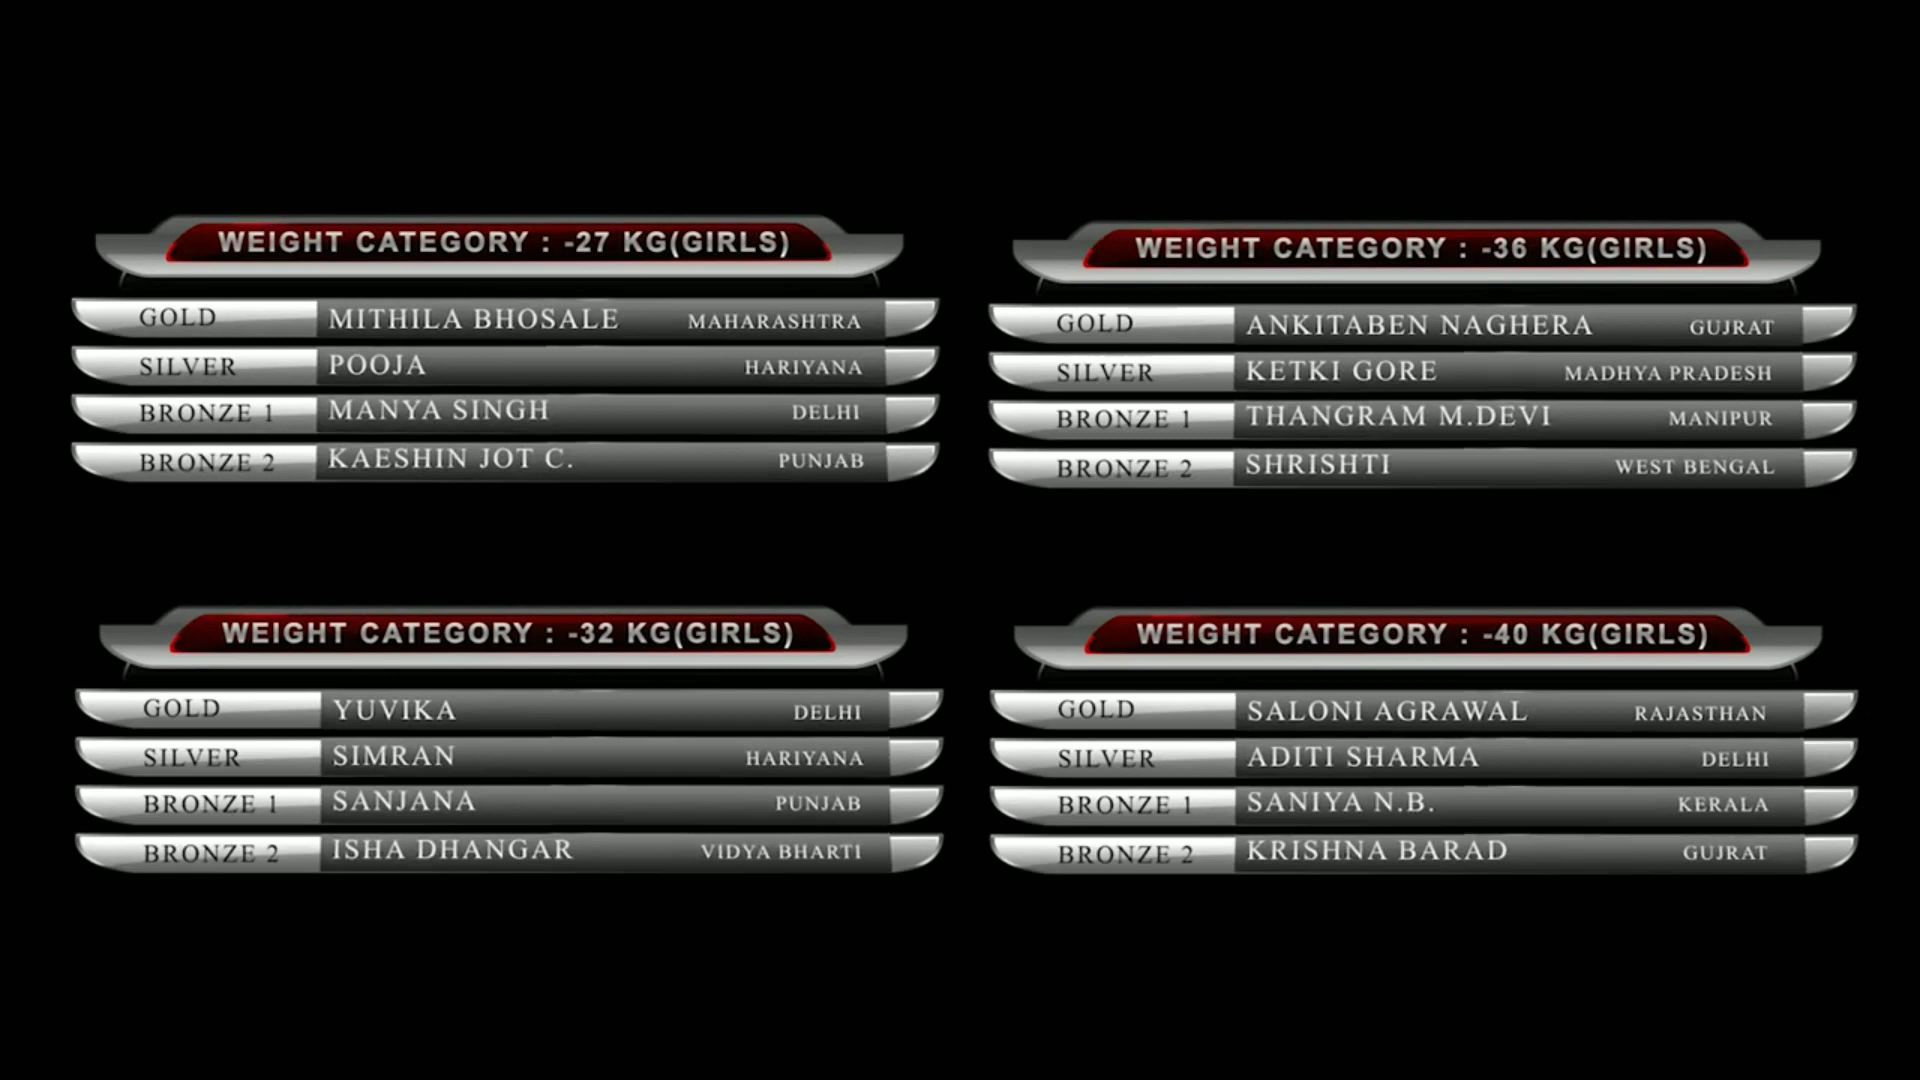 WEIGHT CATEGORY : -27 KG(GIRLS)
GOLD MITHILA BHOSALE MAHARASHTRA
SILVER POOJA HARIYANA
BRONZE 1 MANYA SINGH DELHI
BRONZE 2 KAESHIN JOT C. PUNJAB
WEIGHT CATEGORY : -36 KG(GIRLS)
GOLD ANKITABEN NAGHERA GUJRAT
SILVER KETKI GORE MADHYA PRADESH
BRONZE 1 THANGRAM M.DEVI MANIPUR
BRONZE 2 SHRISHTI WEST BENGAL
WEIGHT CATEGORY : -32 KG(GIRLS)
GOLD YUVIKA DELHI
SILVER SIMRAN HARIYANA
BRONZE 1 SANJANA PUNJAB
BRONZE 2 ISHA DHANGAR VIDYA BHARTI
WEIGHT CATEGORY : -40 KG(GIRLS)
GOLD SALONI AGRAWAL RAJASTHAN
SILVER ADITI SHARMA DELHI
BRONZE 1 SANIYA N.B. KERALA
BRONZE 2 KRISHNA BARAD GUJRAT